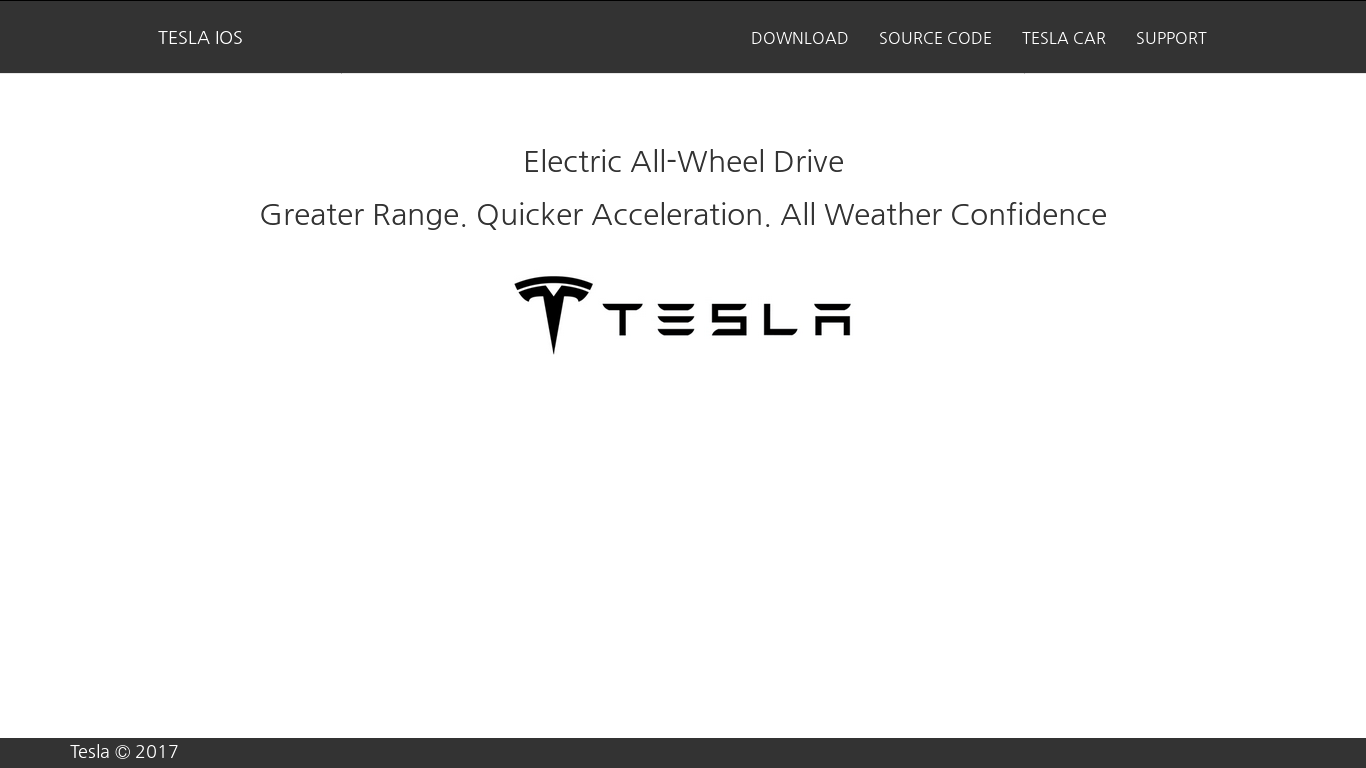 TESLA IOS
DOWNLOAD SOURCE CODE TESLA CAR SUPPORT
Electric All-Wheel Drive
Greater Range. Quicker Acceleration. All Weather Confidence
TESLA
Tesla © 2017